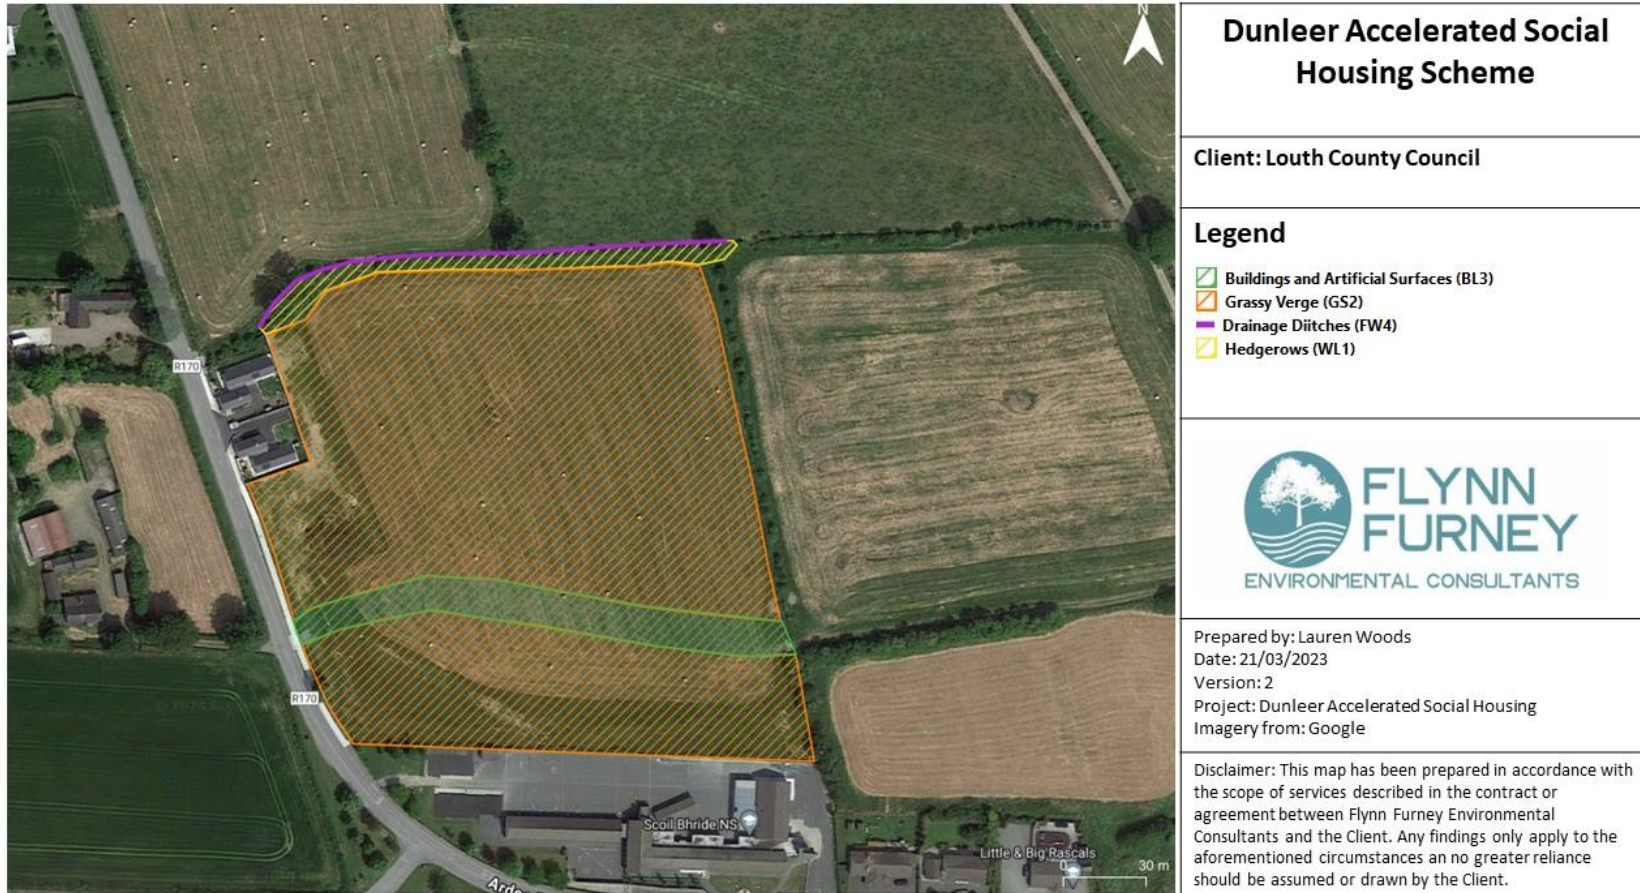 N
R170
R170
Scoil Bhride NS
Little & Big Rascals
0
30 m
Dunleer Accelerated Social
Housing Scheme
Client: Louth County Council
Legend
Buildings and Artificial Surfaces (BL3)
Grassy Verge (GS2)
Drainage Diitches (FW4)
Hedgerows (WL1)
FLYNN
FURNEY
ENVIRONMENTAL CONSULTANTS
Prepared by: Lauren Woods
Date: 21/03/2023
Version: 2
Project: Dunleer Accelerated Social Housing
Imagery from: Google
Disclaimer: This map has been prepared in accordance with
the scope of services described in the contract or
agreement between Flynn Furney Environmental
Consultants and the Client. Any findings only apply to the
aforementioned circumstances an no greater reliance
should be assumed or drawn by the Client.